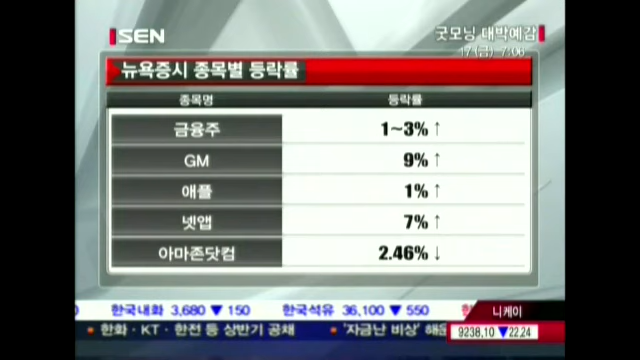 SEN
굿모닝 대박예감
17(금) 7:06
뉴욕증시 종목별 등락률
종목명 등락률
금융주 1~3% ↑
GM 9% ↑
애플 1% ↑
넷앱 7% ↑
아마존닷컴 2.46% ↓
한국내화 3,680 ▼150 한국석유 36,100 ▼550 니케이
한화·KT·한전 등 상반기 공채 '자금난 비상' 해운 9238,10 ▼22,24